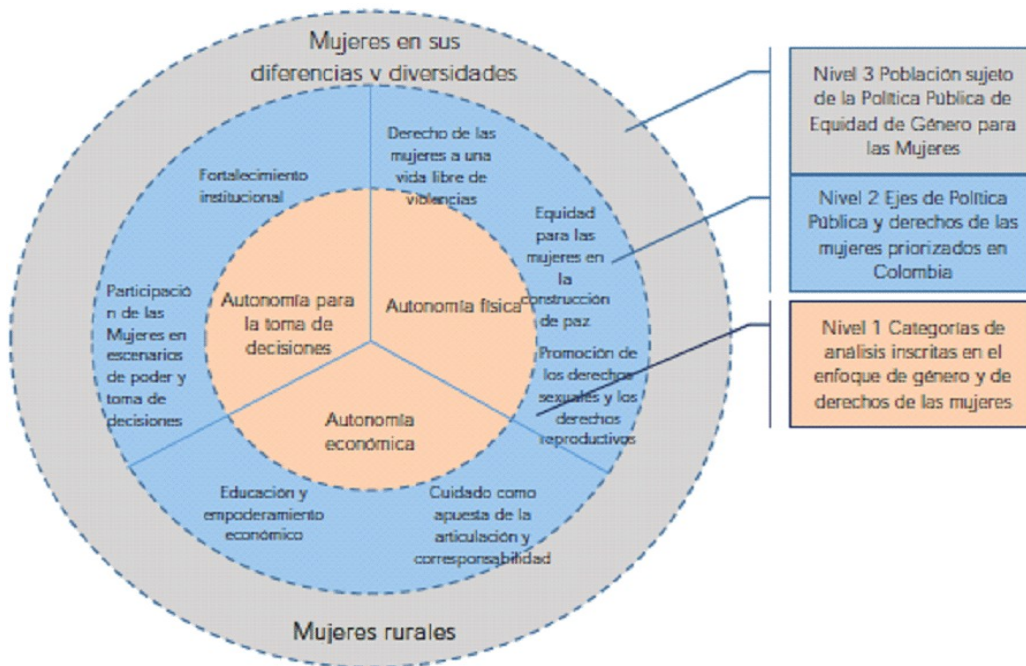 Mujeres en sus
diferencias y diversidades
Fortalecimiento
institucional
Derecho de las
mujeres a una
vida libre de
violencias
Equidad
para las
mujeres en
la
construcción
de paz
Promoción de
los derechos
sexuales y los
derechos
reproductivos
Participació
n de las
Mujeres en
escenarios
de poder y
toma de
decisiones
Autonomía para
la toma de
decisiones
Autonomía física
Autonomía
económica
Educación y
empoderamiento
económico
Cuidado como
apuesta de la
articulación y
corresponsabilidad
Mujeres rurales
Nivel 3 Población sujeto
de la Política Pública de
Equidad de Género para
las Mujeres
Nivel 2 Ejes de Política
Pública y derechos de las
mujeres priorizados en
Colombia
Nivel 1 Categorías de
análisis inscritas en el
enfoque de género y de
derechos de las mujeres